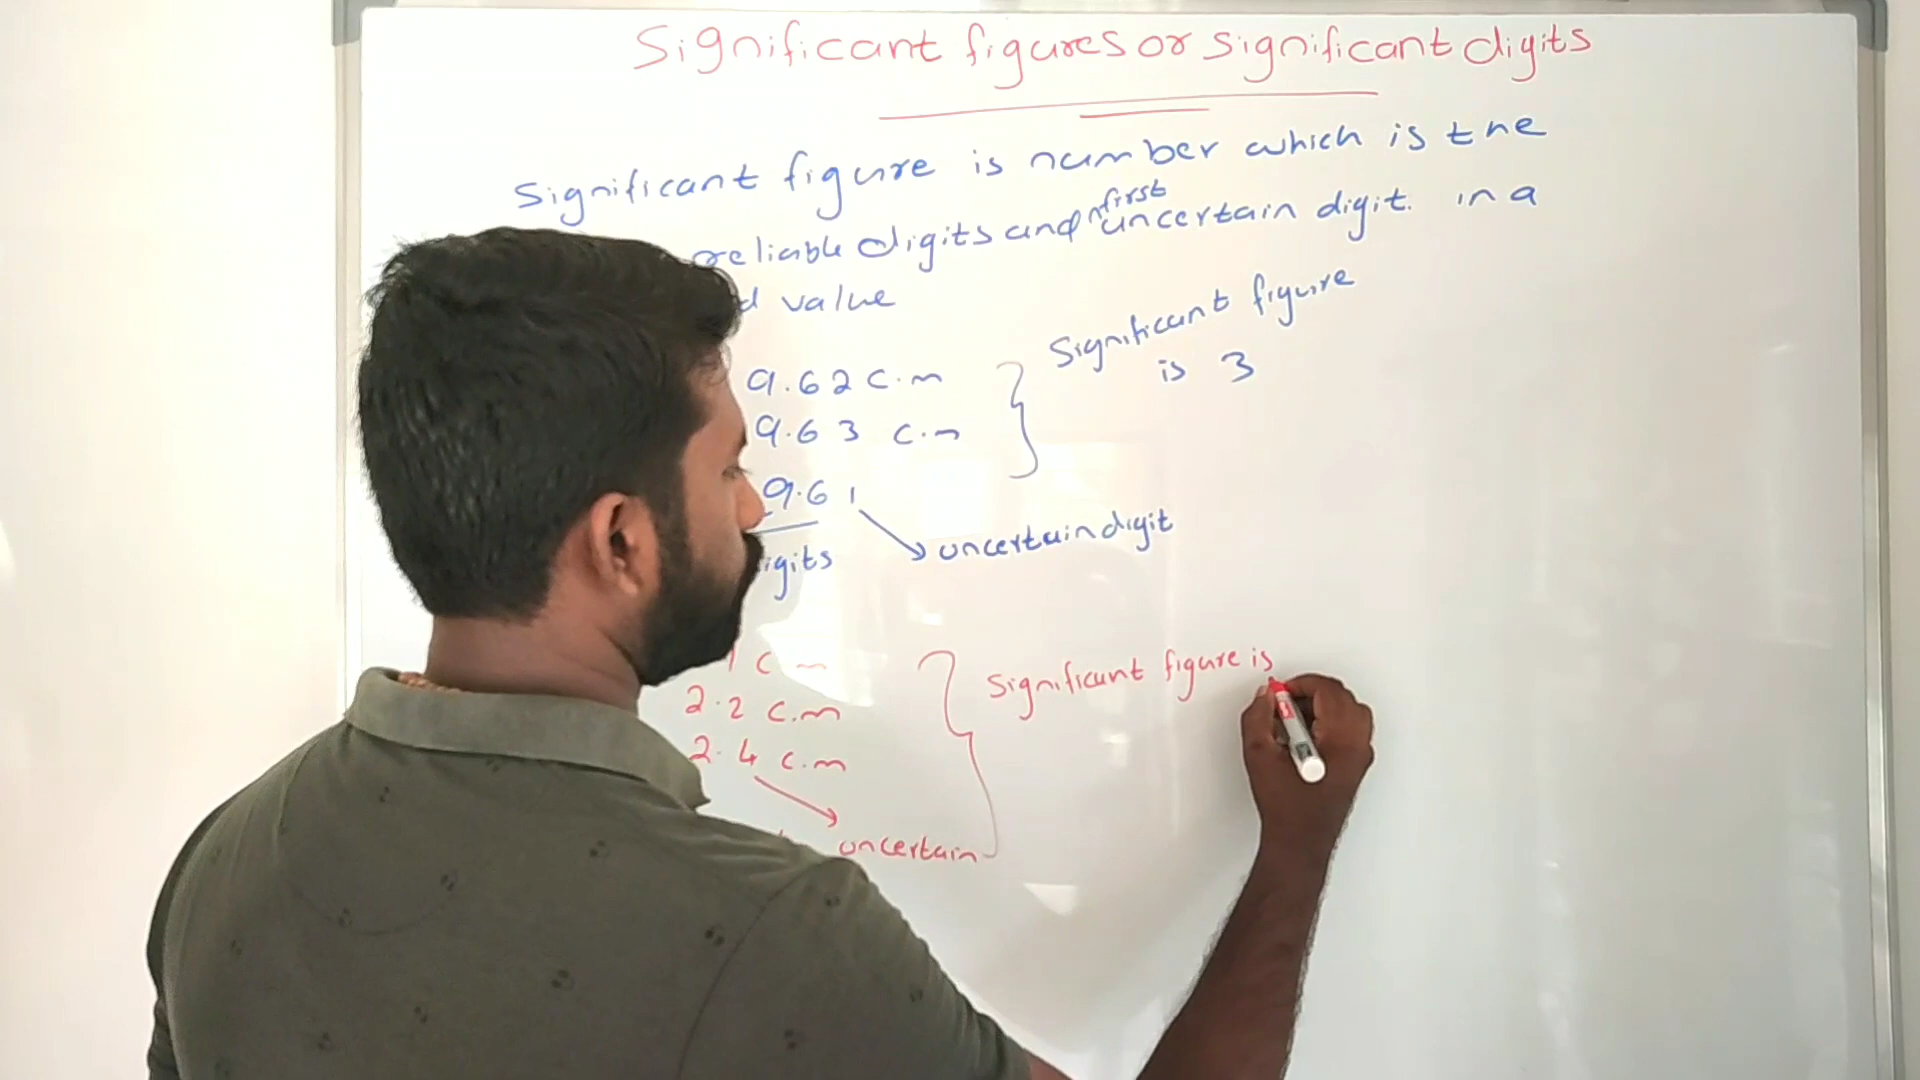 Significant figures or significant digits
Significant figure is number which is the
reliable digits and first uncertain digit. in a
value
9.62 c.m
9.63 c.m
Significant figure
is 3
9.61
uncertain digit
igits
c m
2.2 c.m
2.4 c.m
uncertain
Significant figure is